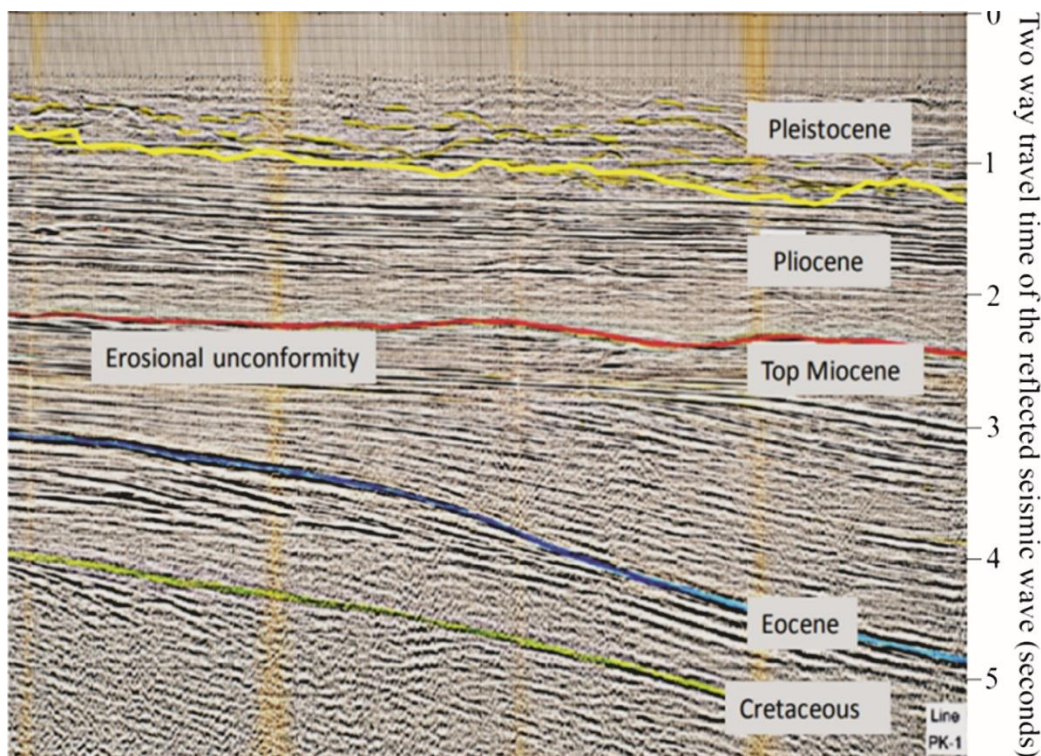 0
Pleistocene
1
Pliocene
2
Erosional unconformity
Top Miocene
3
4
Eocene
5
Cretaceous
Line
PK-1
Two way travel time of the reflected seismic wave (seconds)